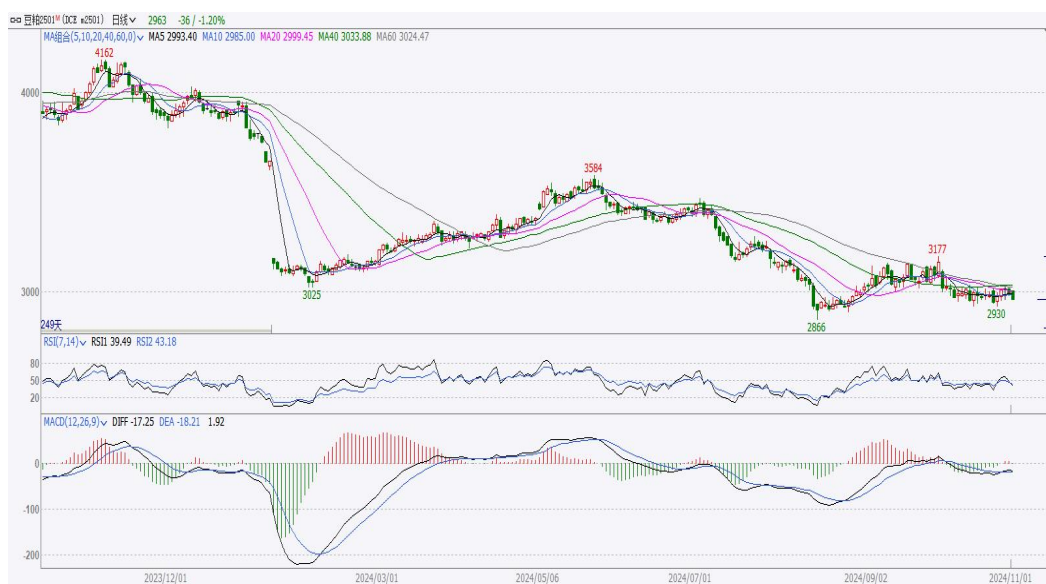 豆粕2501M (DCE m2501) 日线 2963 -36 / -1.20%
MA组合(5,10,20,40,60,0) MA5 2993.40 MA10 2985.00 MA20 2999.45 MA40 3033.88 MA60 3024.47
4162
4000
3584
3177
3000
3025
2930
2866
249天
RSI(7,14) RSI1 39.49 RSI2 43.18
80
50
20
MACD(12,26,9) DIFF -17.25 DEA -18.21 1.92
0
-100
-200
2023/12/01 2024/03/01 2024/05/06 2024/07/01 2024/09/02 2024/11/01